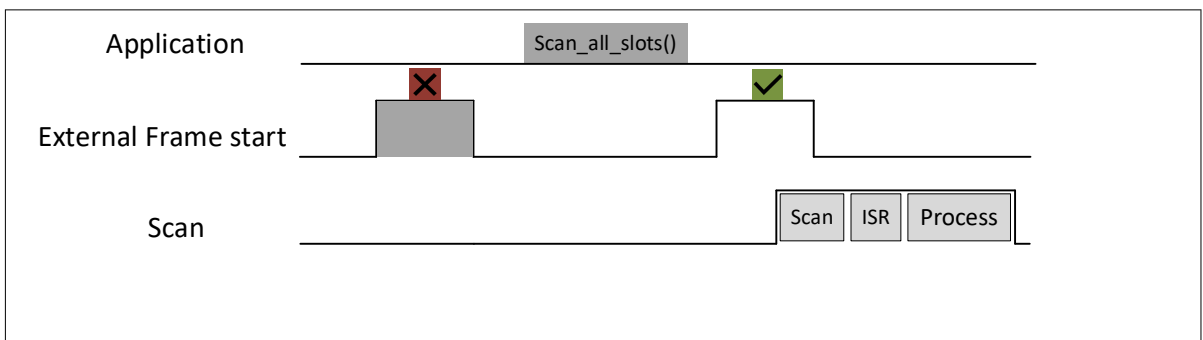 Application
Scan_all_slots()
External Frame start
Scan
Scan
ISR
Process